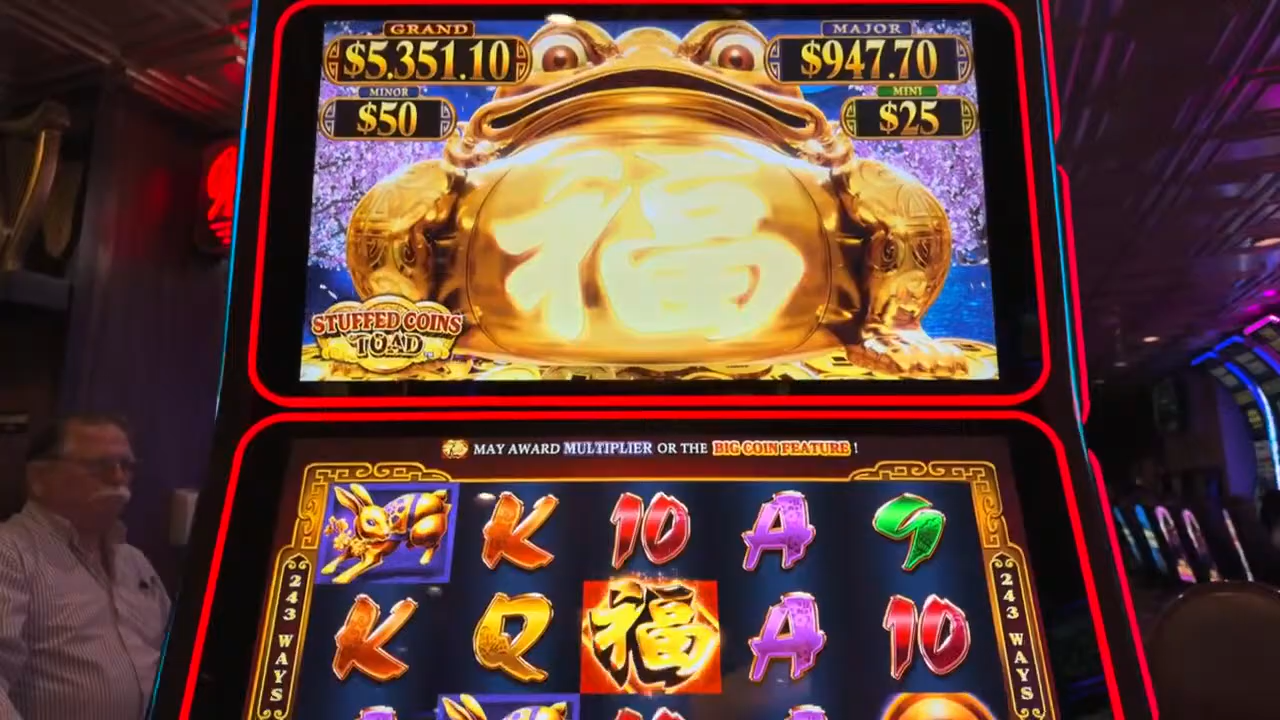 GRAND
$5,351.10
MAJOR
$947.70
MINOR
$50
MINI
$25
福
STUFFED COINS
TOAD
MAY AWARD MULTIPLIER OR THE BIG COIN FEATURE !
K
10
A
9
243 WAYS
K
Q
福
A
10
243 WAYS